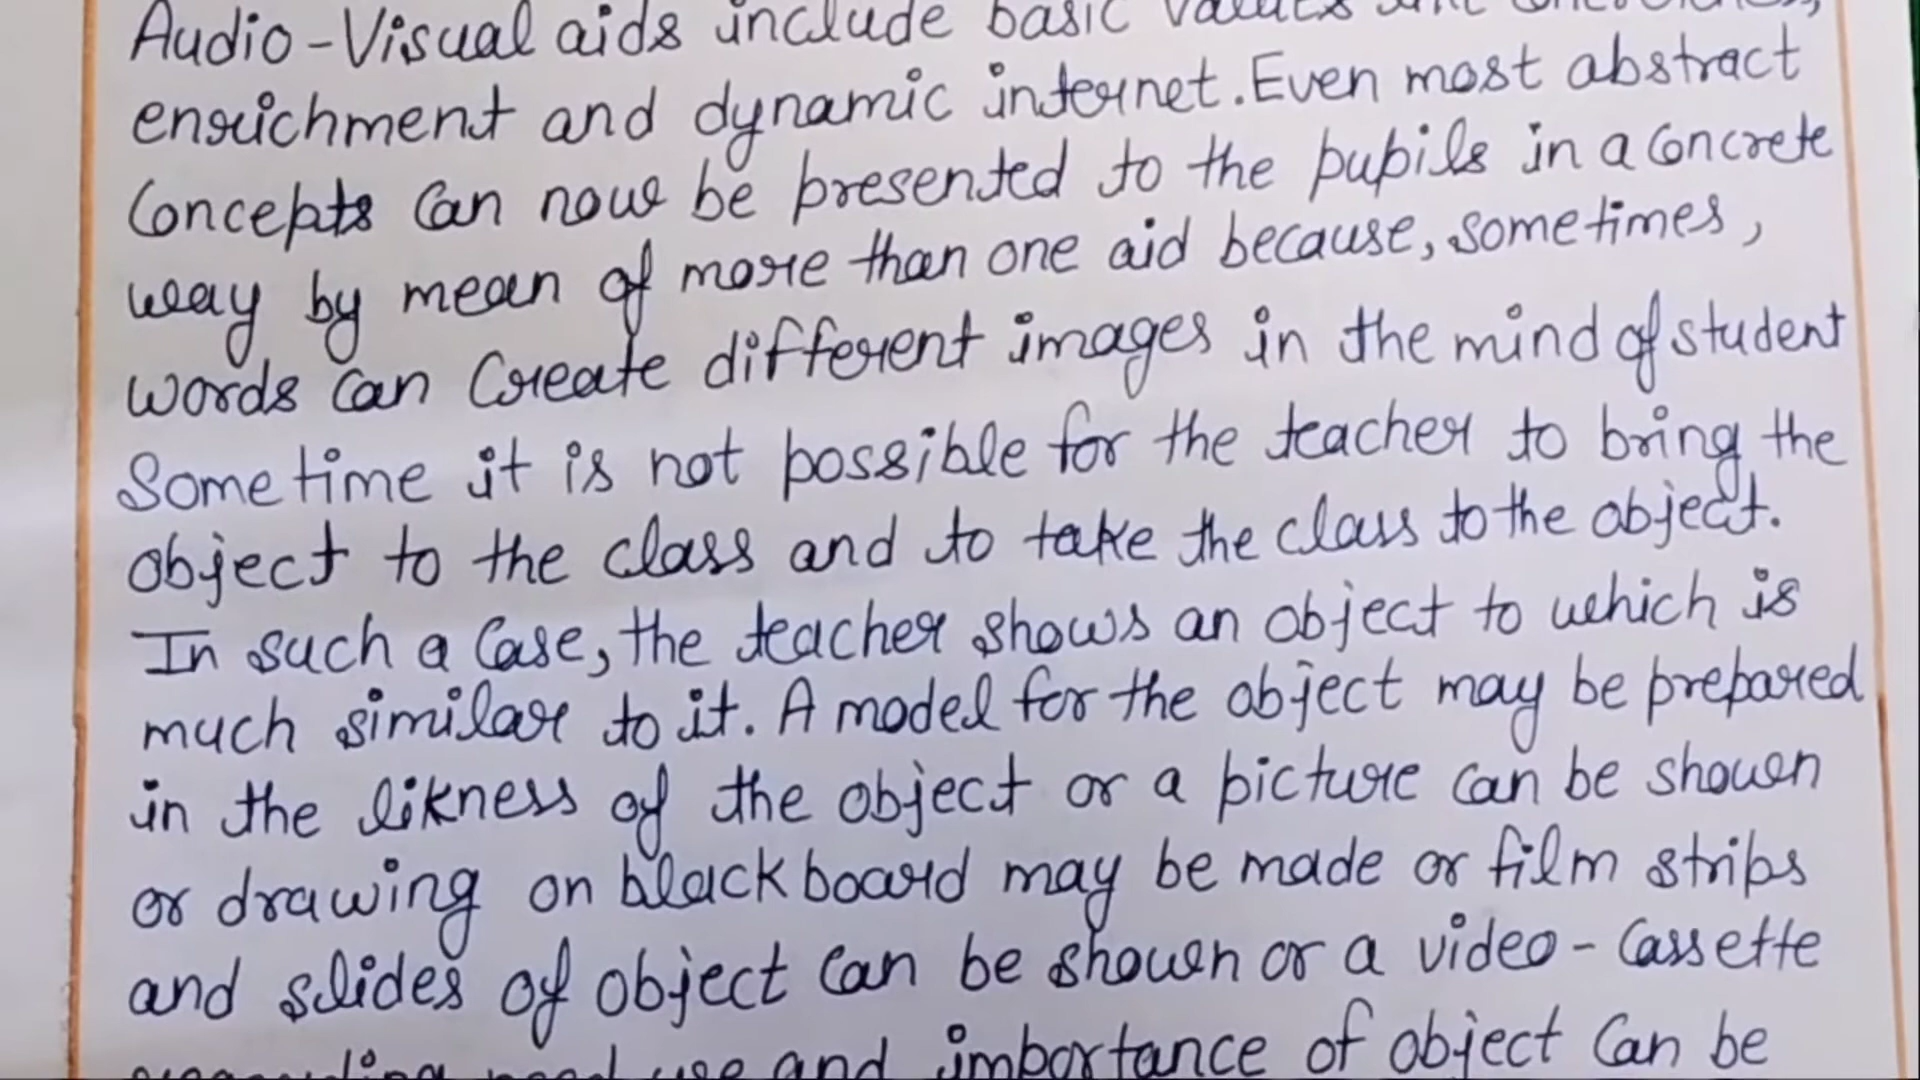 Audio-Visual aids include basic values
enrichment and dynamic internet. Even most abstract
Concepts Can now be presented to the pupils in a Concrete
way by mean of more than one aid because, sometimes,
words can Create different images in the mind of student
Sometime it is not possible for the teacher to bring the
object to the class and to take the class to the object.
In such a Case, the teacher shows an object to which is
much similar to it. A model for the object may be prepared
in the likness of the object or a picture can be shown
or drawing on black board may be made or film strips
and slides of object Can be shown or a video-Cassette
need use and importance of object Can be